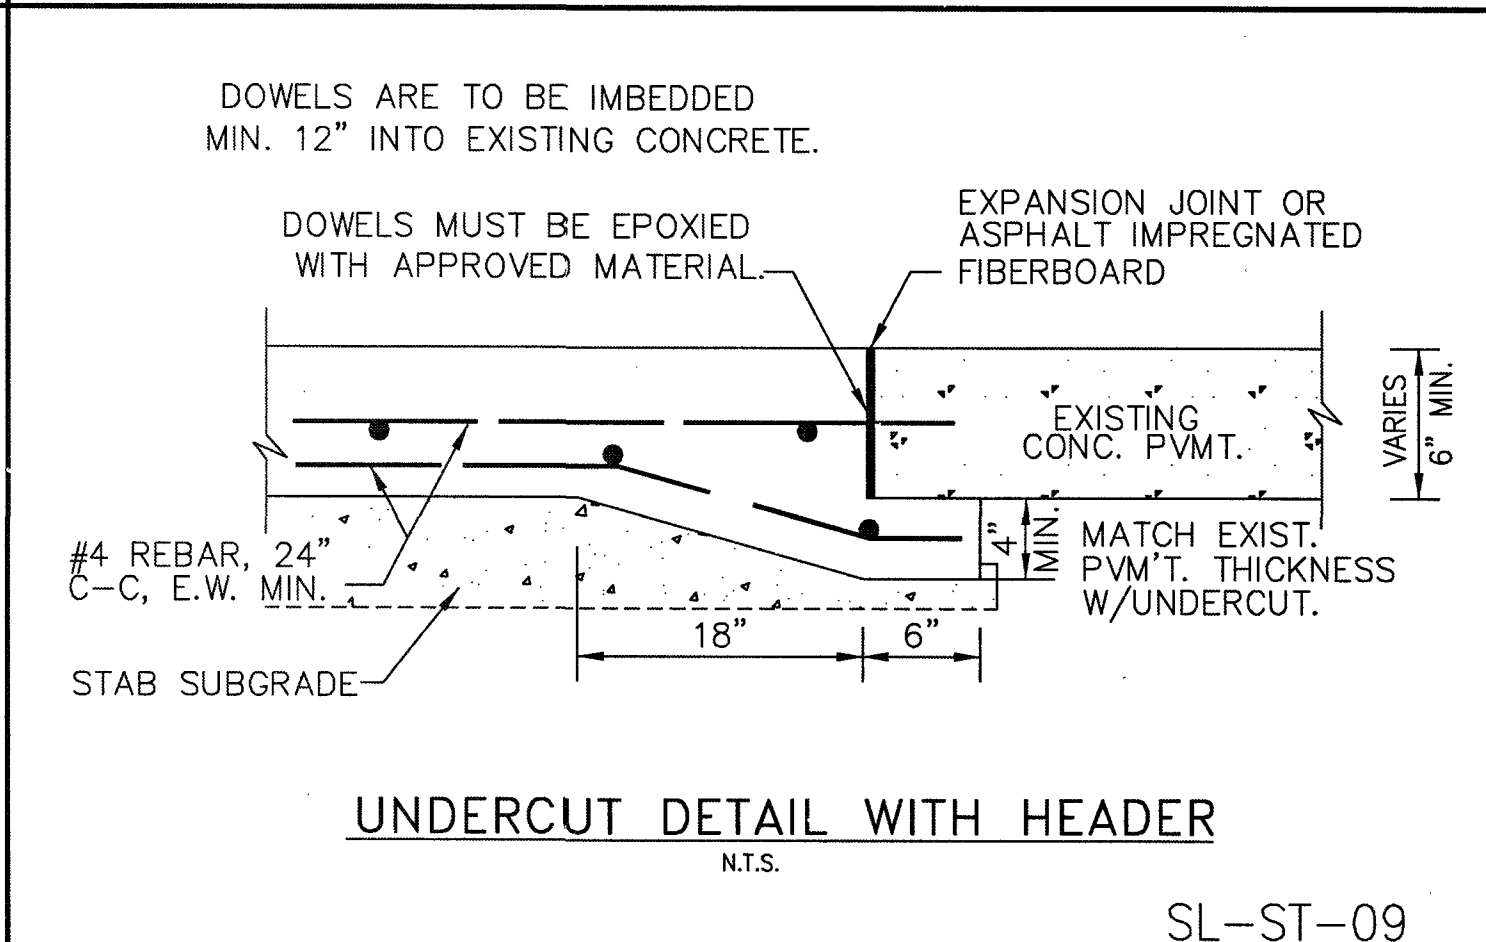 DOWELS ARE TO BE IMBEDDED
MIN. 12" INTO EXISTING CONCRETE.
DOWELS MUST BE EPOXIED
WITH APPROVED MATERIAL.
EXPANSION JOINT OR
ASPHALT IMPREGNATED
FIBERBOARD
EXISTING
CONC. PVMT.
VARIES
6" MIN.
#4 REBAR, 24"
C-C, E.W. MIN.
4"
MIN.
MATCH EXIST.
PVM'T. THICKNESS
W/UNDERCUT.
18"
6"
STAB SUBGRADE
UNDERCUT DETAIL WITH HEADER
N.T.S.
SL-ST-09